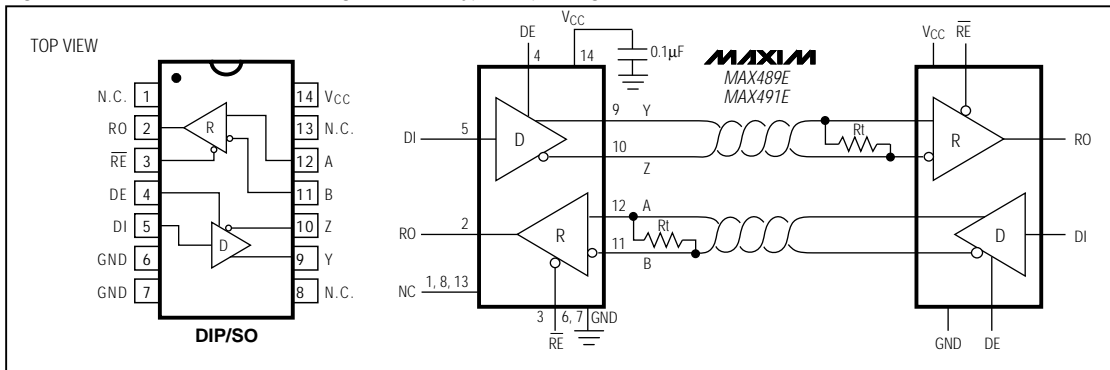 TOP VIEW
N.C. 1
RO 2
RE 3
DE 4
DI 5
GND 6
GND 7
R
D
14 VCC
13 N.C.
12 A
11 B
10 Z
9 Y
8 N.C.
DIP/SO
DE
4
VCC
14
0.1µF
MAXIM
MAX489E
MAX491E
DI 5
D
9 Y
10
Z
Rt
RO 2
R
12 A
11
B
Rt
NC 1, 8, 13
3
RE
6, 7 GND
VCC
RE
R
RO
D
DI
GND
DE